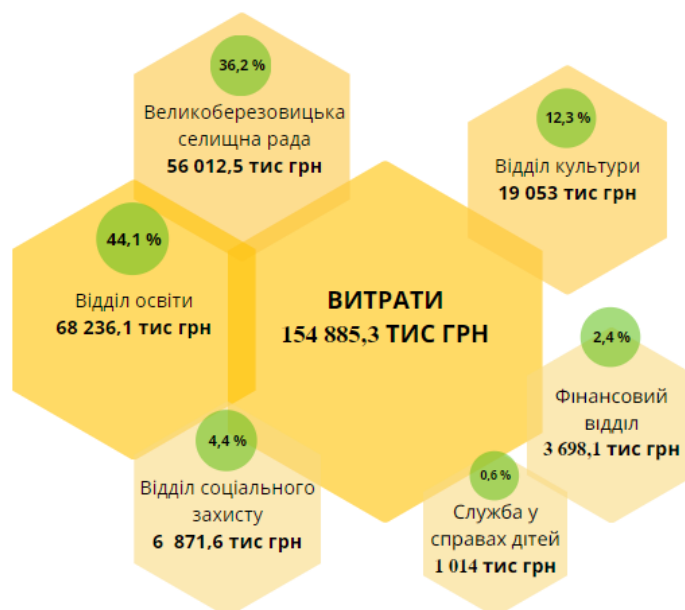 36,2 %
Великоберезовицька
селищна рада
56 012,5 тис грн
12,3 %
Відділ культури
19 053 тис грн
44,1 %
Відділ освіти
68 236,1 тис грн
ВИТРАТИ
154 885,3 ТИС ГРН
2,4 %
Фінансовий
відділ
3 698,1 тис грн
4,4 %
Відділ соціального
захисту
6 871,6 тис грн
0,6 %
Служба у
справах дітей
1 014 тис грн